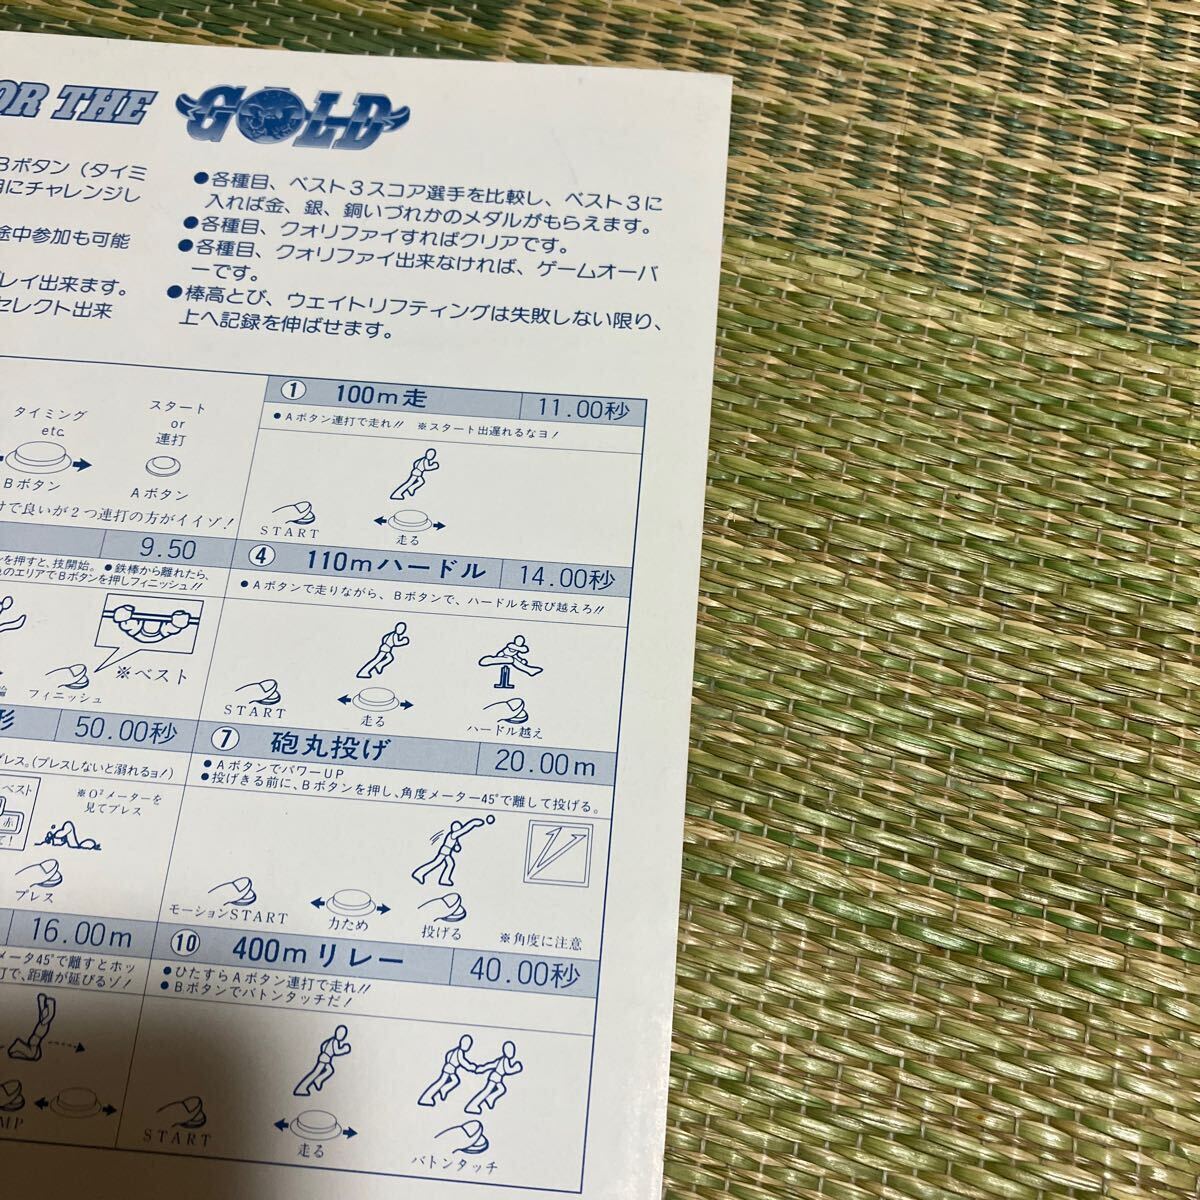 OR THE GOLD
Bボタン（タイミ
目にチャレンジし
途中参加も可能
レイ出来ます。
セレクト出来
●各種目、ベスト3スコア選手を比較し、ベスト3に
入れば金、銀、銅いづれかのメダルがもらえます。
●各種目、クォリファイすればクリアです。
●各種目、クォリファイ出来なければ、ゲームオーバ
ーです。
●棒高とび、ウエイトリフティングは失敗しない限り、
上へ記録を伸ばせます。
タイミング
etc.
Bボタン
スタート
or
連打
Aボタン
けで良いが2つ連打の方がイイゾ！
① 100m走 11.00秒
●Aボタン連打で走れ!! ※スタート出遅れるなヨ！
START
走る
9.50
ンを押すと、技開始。●鉄棒から離れたら、
色のエリアでBボタンを押しフィニッシュ!!
※ベスト
フィニッシュ
④ 110mハードル 14.00秒
●Aボタンで走りながら、Bボタンで、ハードルを飛び越えろ!!
START
走る
ハードル越え
形 50.00秒
ブレス。(ブレスしないと溺れるョ！)
ベスト
赤
※O²メーターを
見てブレス
ブレス
⑦ 砲丸投げ 20.00m
●AボタンでパワーUP
●投げきる前に、Bボタンを押し、角度メーター45°で離して投げる。
モーションSTART
力ため
投げる
※角度に注意
16.00m
メータ45°で離すとホッ
打で、距離が延びるゾ！
MP
⑩ 400mリレー 40.00秒
●ひたすらAボタン連打で走れ!!
●Bボタンでバトンタッチだ！
START
走る
バトンタッチ